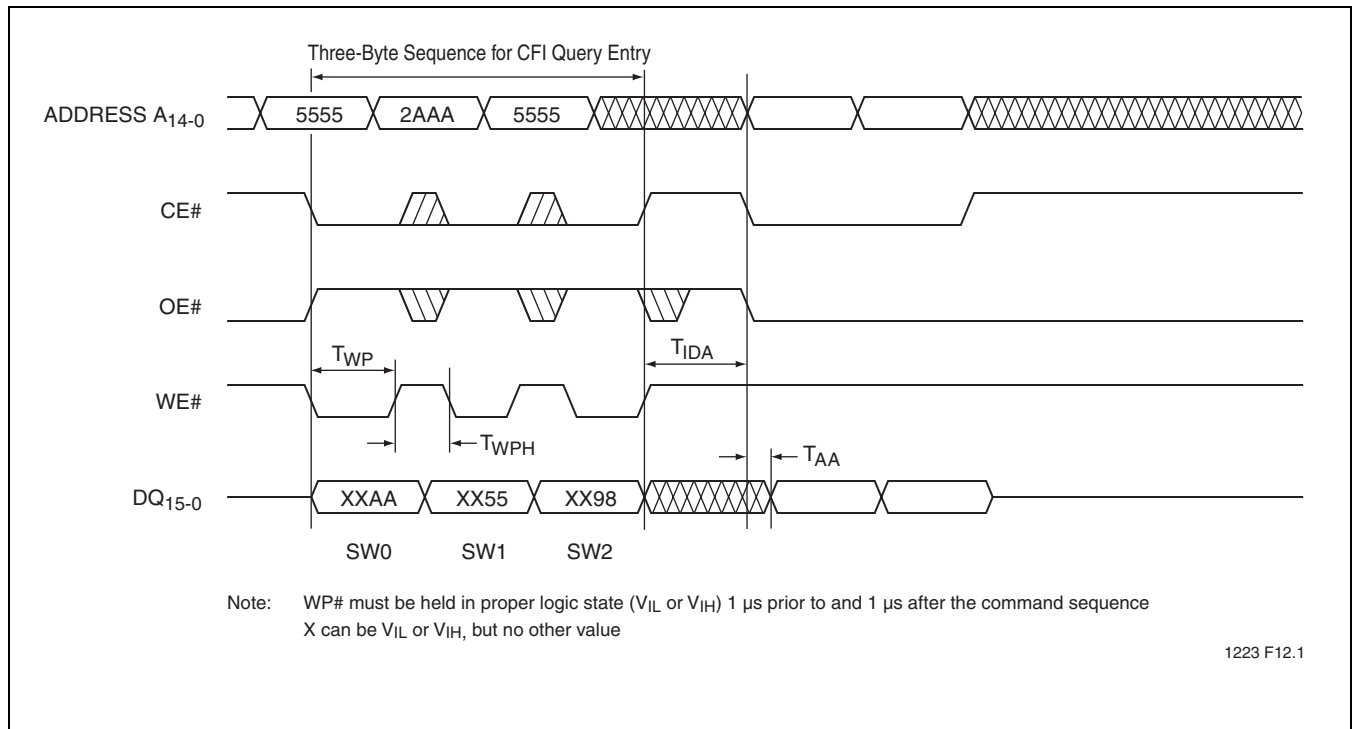 Three-Byte Sequence for CFI Query Entry
ADDRESS A14-0
5555 2AAA 5555
CE#
OE#
TWP
TIDA
WE#
TWPH
TAA
DQ15-0
XXAA XX55 XX98
SW0 SW1 SW2
Note: WP# must be held in proper logic state (VIL or VIH) 1 µs prior to and 1 µs after the command sequence
X can be VIL or VIH, but no other value
1223 F12.1